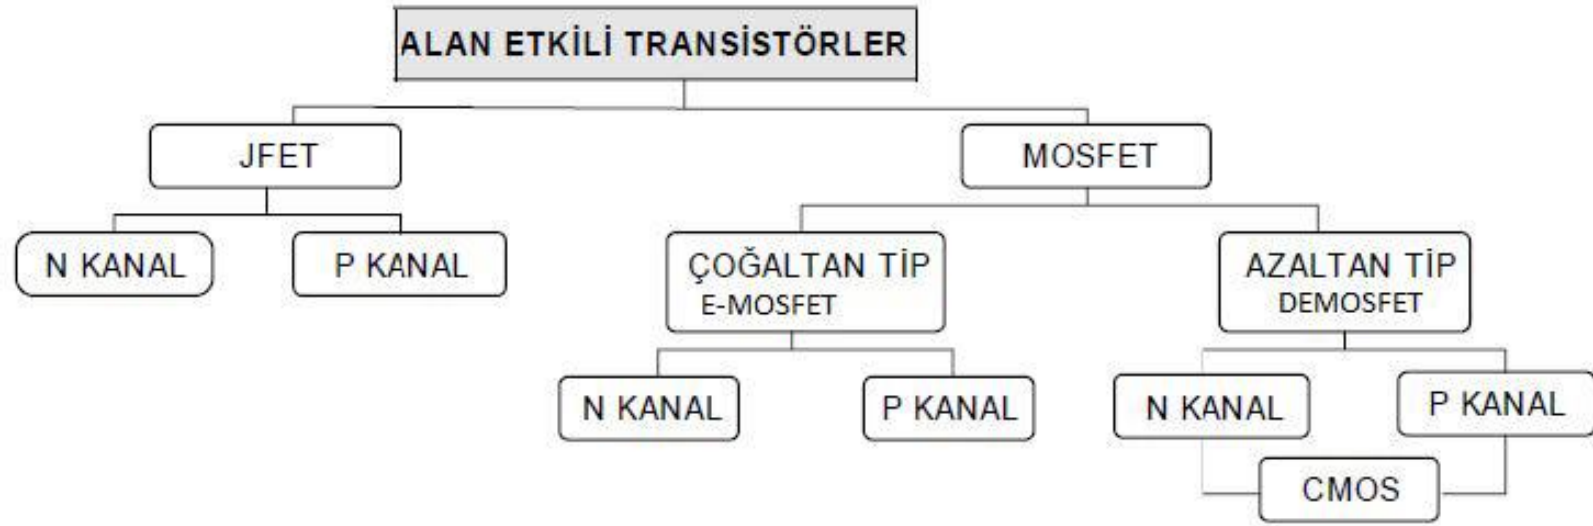 ALAN ETKİLİ TRANSİSTÖRLER
JFET
MOSFET
N KANAL
P KANAL
ÇOĞALTAN TİP
E-MOSFET
AZALTAN TİP
DEMOSFET
N KANAL
P KANAL
N KANAL
P KANAL
CMOS